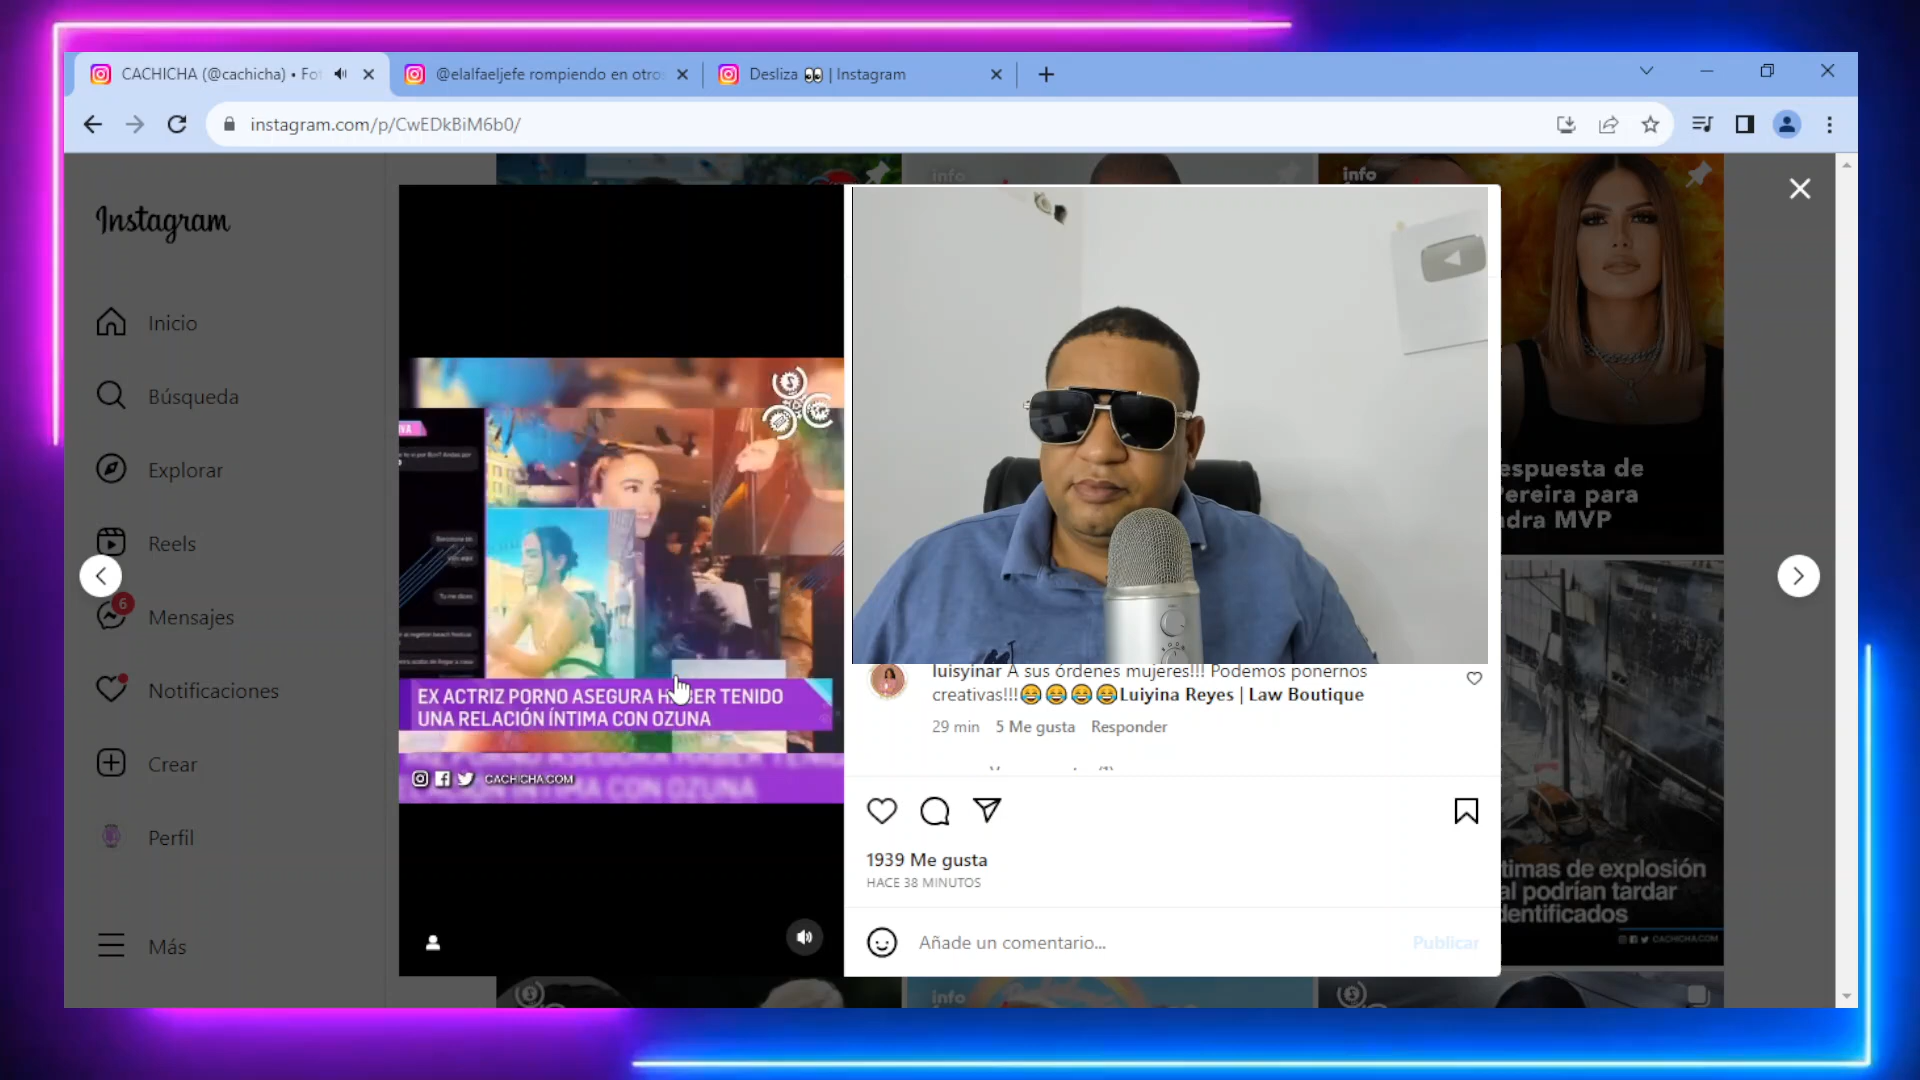 CACHICHA (@cachicha) • Fo
@elalfaeljefe rompiendo en otro
Desliza 👀 | Instagram
instagram.com/p/CwEDkBiM6b0/
Instagram
Inicio
Búsqueda
Explorar
Reels
6
Mensajes
Notificaciones
Crear
Perfil
Más
EX ACTRIZ PORNO ASEGURA HABER TENIDO
UNA RELACIÓN ÍNTIMA CON OZUNA
CACHICHA.COM
luisyinar A sus órdenes mujeres!!! Podemos ponernos
creativas!!!😂😂😂😂Luiyina Reyes | Law Boutique
29 min 5 Me gusta Responder
1939 Me gusta
HACE 38 MINUTOS
Añade un comentario...
Publicar
info
info
espuesta de
Pereira para
dra MVP
timas de explosión
al podrían tardar
dentificados
CACHICHA.COM
info